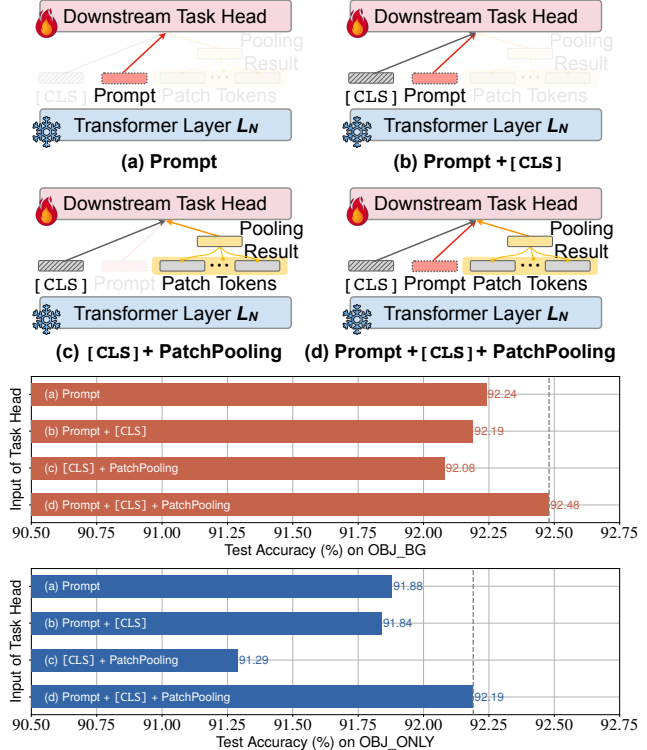 Downstream Task Head
Pooling
Result
[CLS] Prompt Patch Tokens
Transformer Layer L_N
(a) Prompt
Downstream Task Head
Pooling
Result
[CLS] Prompt Patch Tokens
Transformer Layer L_N
(b) Prompt + [CLS]
Downstream Task Head
Pooling
Result
[CLS] Prompt Patch Tokens
Transformer Layer L_N
(c) [CLS] + PatchPooling
Downstream Task Head
Pooling
Result
[CLS] Prompt Patch Tokens
Transformer Layer L_N
(d) Prompt + [CLS] + PatchPooling
Input of Task Head
(a) Prompt 92.24
(b) Prompt + [CLS] 92.19
(c) [CLS] + PatchPooling 92.08
(d) Prompt + [CLS] + PatchPooling 92.48
90.50 90.75 91.00 91.25 91.50 91.75 92.00 92.25 92.50 92.75
Test Accuracy (%) on OBJ_BG
Input of Task Head
(a) Prompt 91.88
(b) Prompt + [CLS] 91.84
(c) [CLS] + PatchPooling 91.29
(d) Prompt + [CLS] + PatchPooling 92.19
90.50 90.75 91.00 91.25 91.50 91.75 92.00 92.25 92.50 92.75
Test Accuracy (%) on OBJ_ONLY